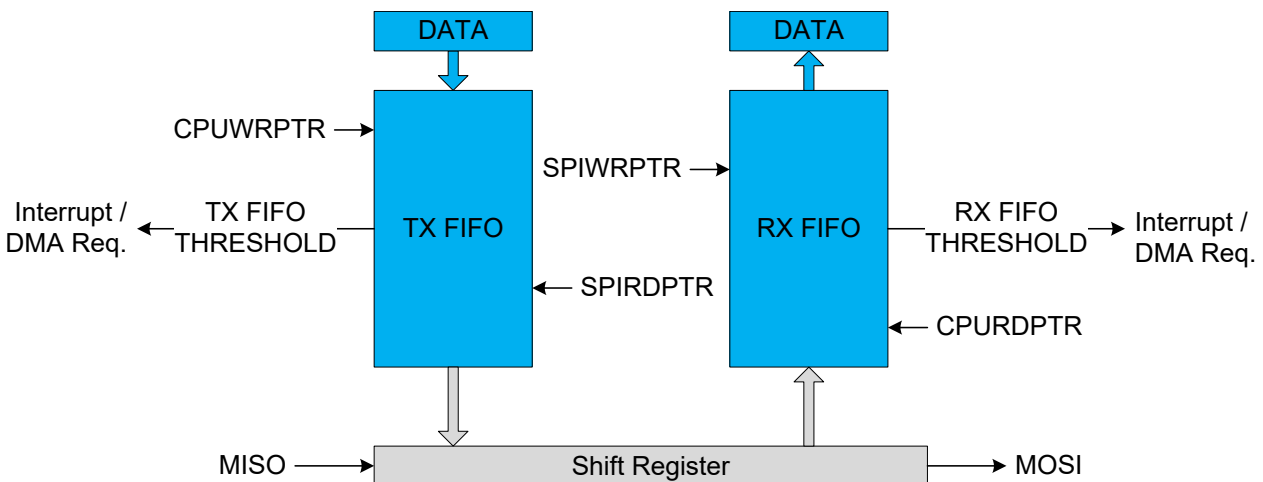 DATA
DATA
CPUWRPTR
SPIWRPTR
Interrupt /
DMA Req.
TX FIFO
THRESHOLD
TX FIFO
RX FIFO
RX FIFO
THRESHOLD
Interrupt /
DMA Req.
SPIRDPTR
CPURDPTR
MISO
Shift Register
MOSI